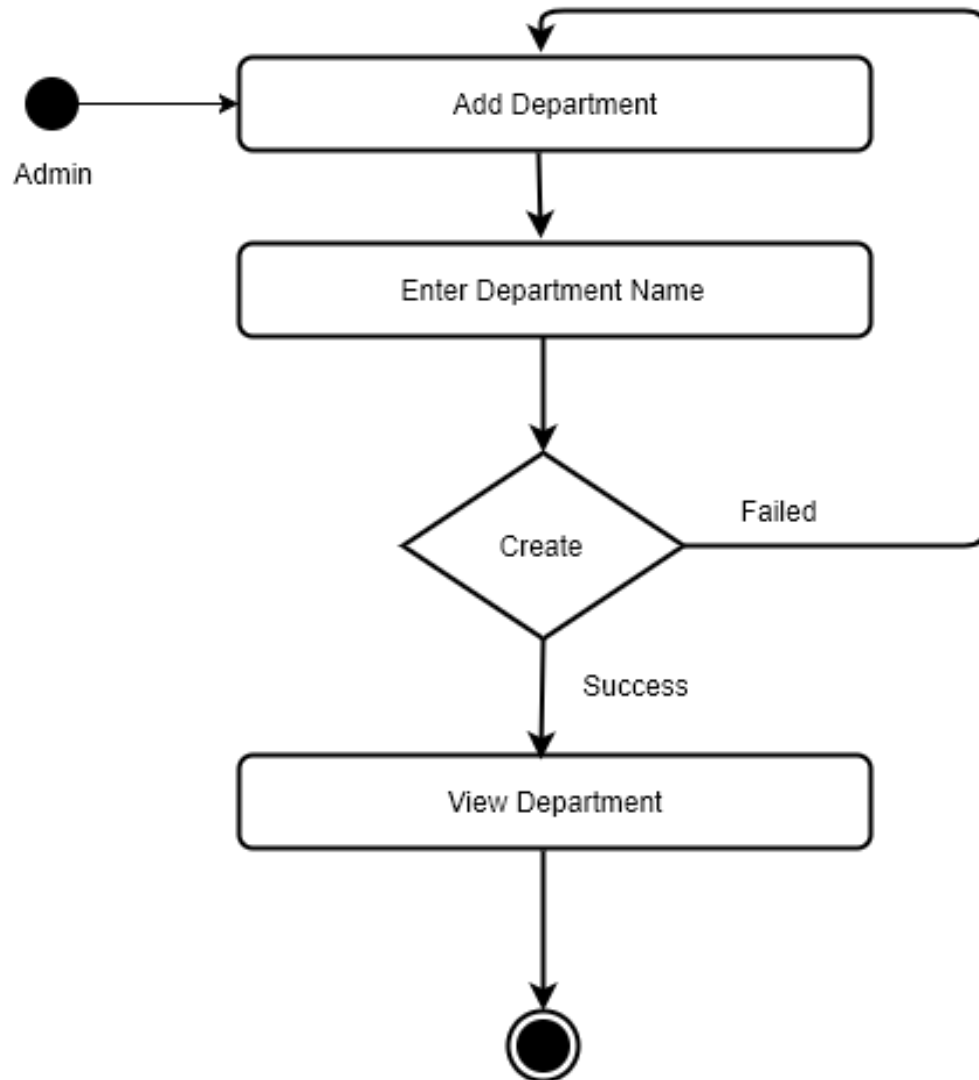 Add Department
Admin
Enter Department Name
Failed
Create
Success
View Department